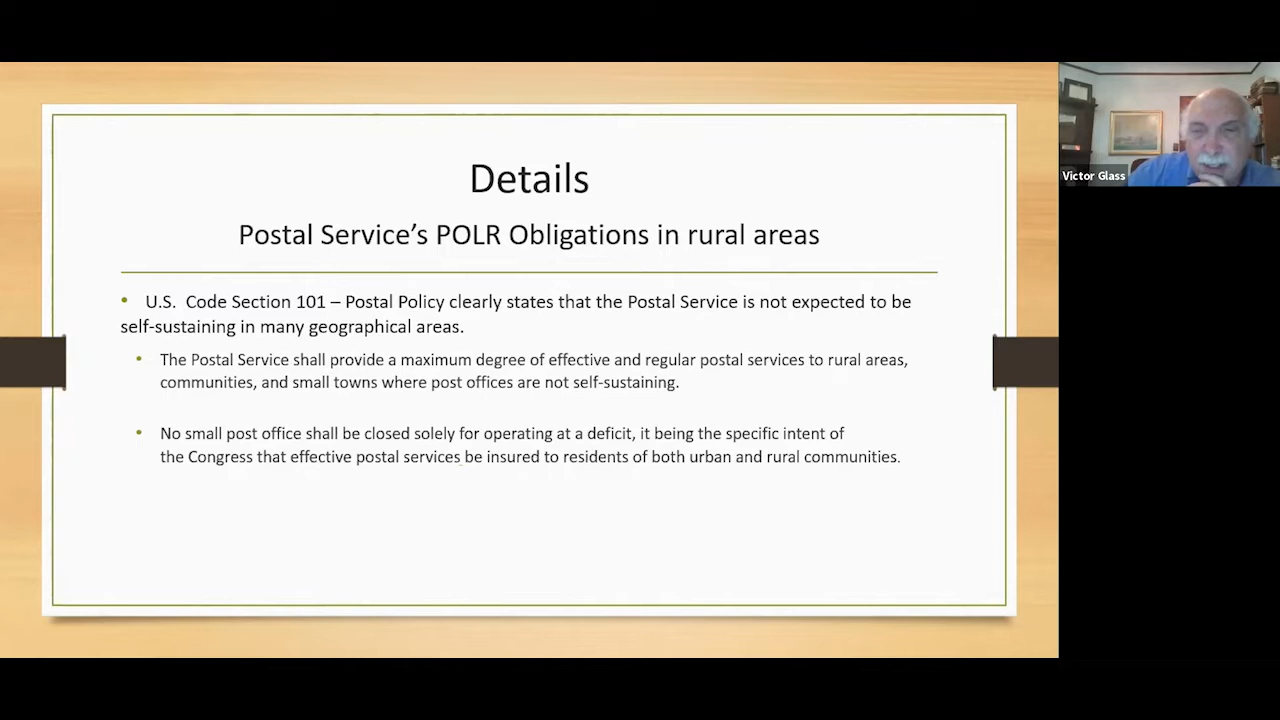 Details
Postal Service's POLR Obligations in rural areas
• U.S. Code Section 101 – Postal Policy clearly states that the Postal Service is not expected to be
self-sustaining in many geographical areas.
• The Postal Service shall provide a maximum degree of effective and regular postal services to rural areas,
communities, and small towns where post offices are not self-sustaining.
• No small post office shall be closed solely for operating at a deficit, it being the specific intent of
the Congress that effective postal services be insured to residents of both urban and rural communities.
Victor Glass